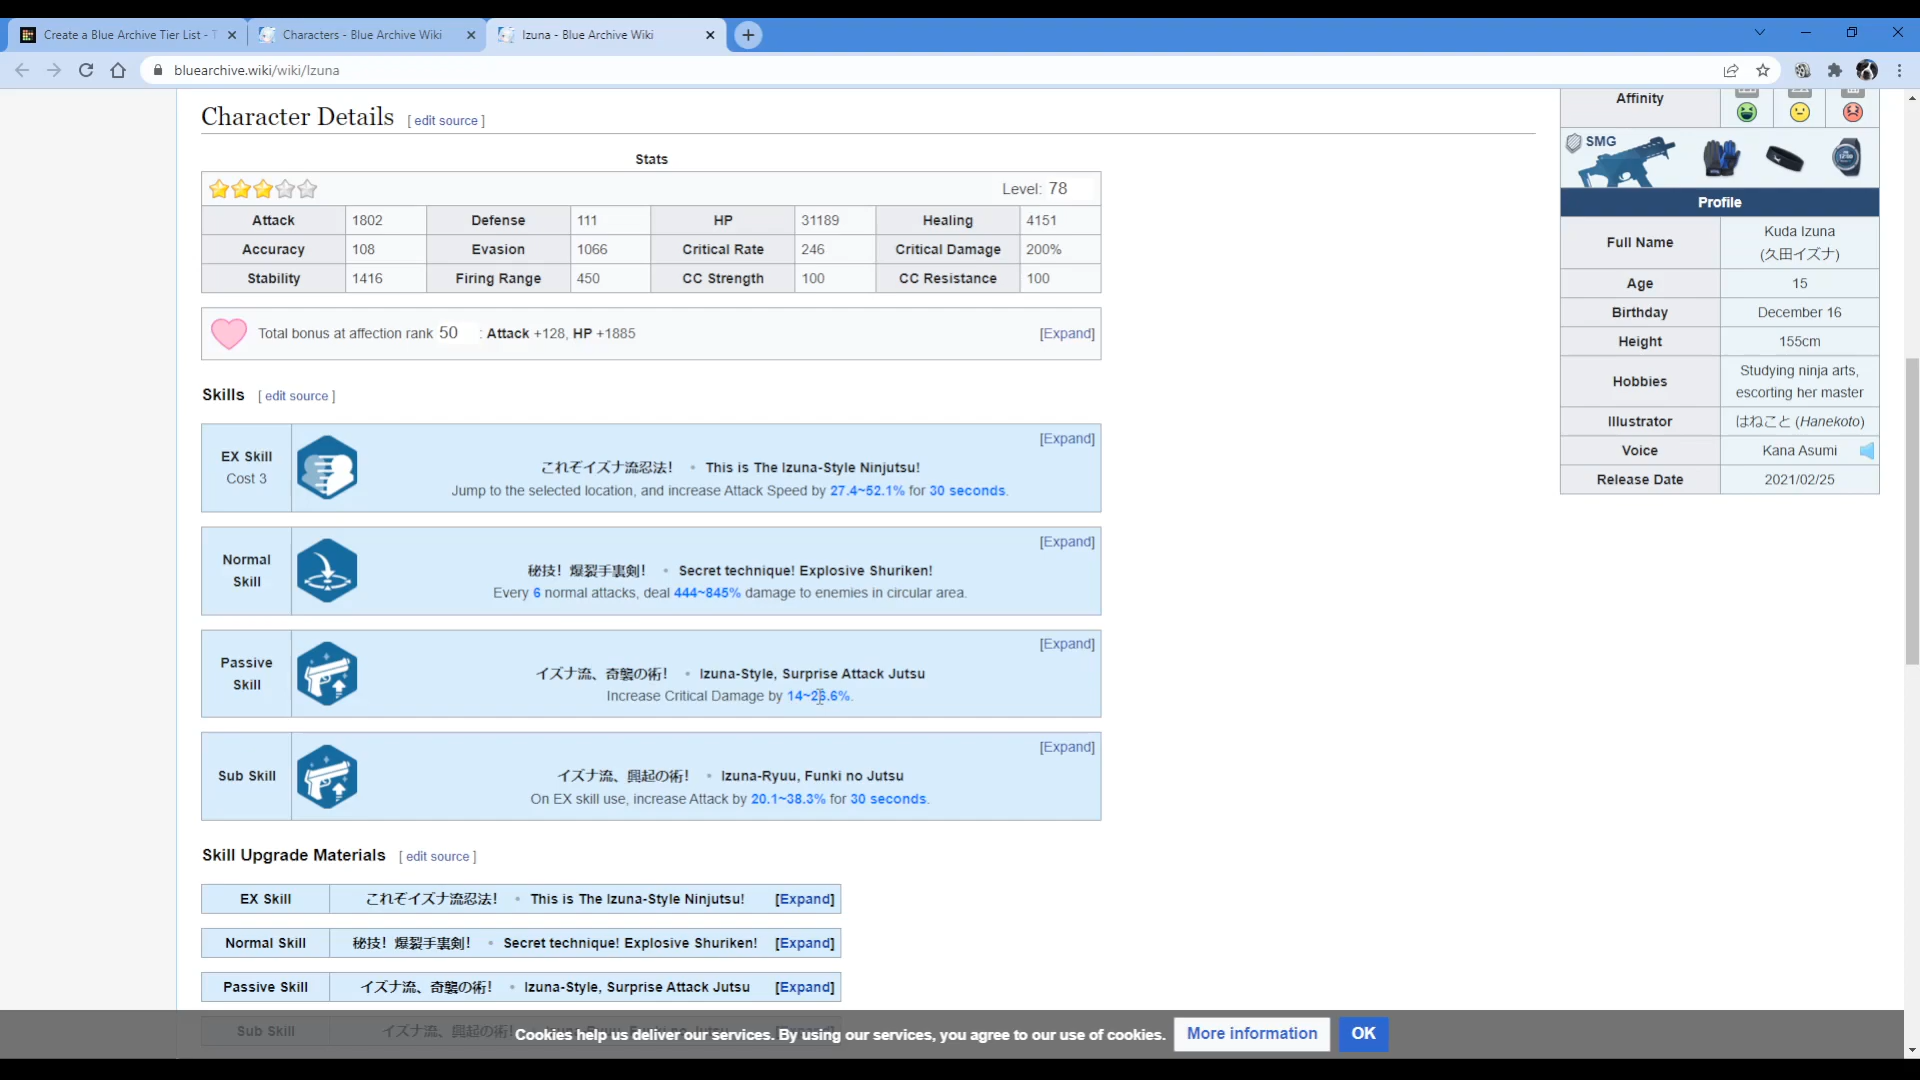 Create a Blue Archive Tier List - T
Characters - Blue Archive Wiki
Izuna - Blue Archive Wiki
bluearchive.wiki/wiki/Izuna
Character Details [ edit source ]
Stats
Level: 78
Attack 1802 Defense 111 HP 31189 Healing 4151
Accuracy 108 Evasion 1066 Critical Rate 246 Critical Damage 200%
Stability 1416 Firing Range 450 CC Strength 100 CC Resistance 100
Total bonus at affection rank 50 : Attack +128, HP +1885 [Expand]
Skills [ edit source ]
EX Skill
Cost 3
[Expand]
これぞイズナ流忍法! • This is The Izuna-Style Ninjutsu!
Jump to the selected location, and increase Attack Speed by 27.4~52.1% for 30 seconds.
Normal
Skill
[Expand]
秘技! 爆裂手裏剣! • Secret technique! Explosive Shuriken!
Every 6 normal attacks, deal 444~845% damage to enemies in circular area.
Passive
Skill
[Expand]
イズナ流、奇襲の術! • Izuna-Style, Surprise Attack Jutsu
Increase Critical Damage by 14~26.6%.
Sub Skill
[Expand]
イズナ流、興起の術! • Izuna-Ryuu, Funki no Jutsu
On EX skill use, increase Attack by 20.1~38.3% for 30 seconds.
Skill Upgrade Materials [ edit source ]
EX Skill これぞイズナ流忍法! • This is The Izuna-Style Ninjutsu! [Expand]
Normal Skill 秘技! 爆裂手裏剣! • Secret technique! Explosive Shuriken! [Expand]
Passive Skill イズナ流、奇襲の術! • Izuna-Style, Surprise Attack Jutsu [Expand]
Sub Skill イズナ流、興起の術!
Cookies help us deliver our services. By using our services, you agree to our use of cookies. More information OK
Affinity
SMG
Profile
Full Name Kuda Izuna
(久田イズナ)
Age 15
Birthday December 16
Height 155cm
Hobbies Studying ninja arts,
escorting her master
Illustrator はねこと (Hanekoto)
Voice Kana Asumi
Release Date 2021/02/25